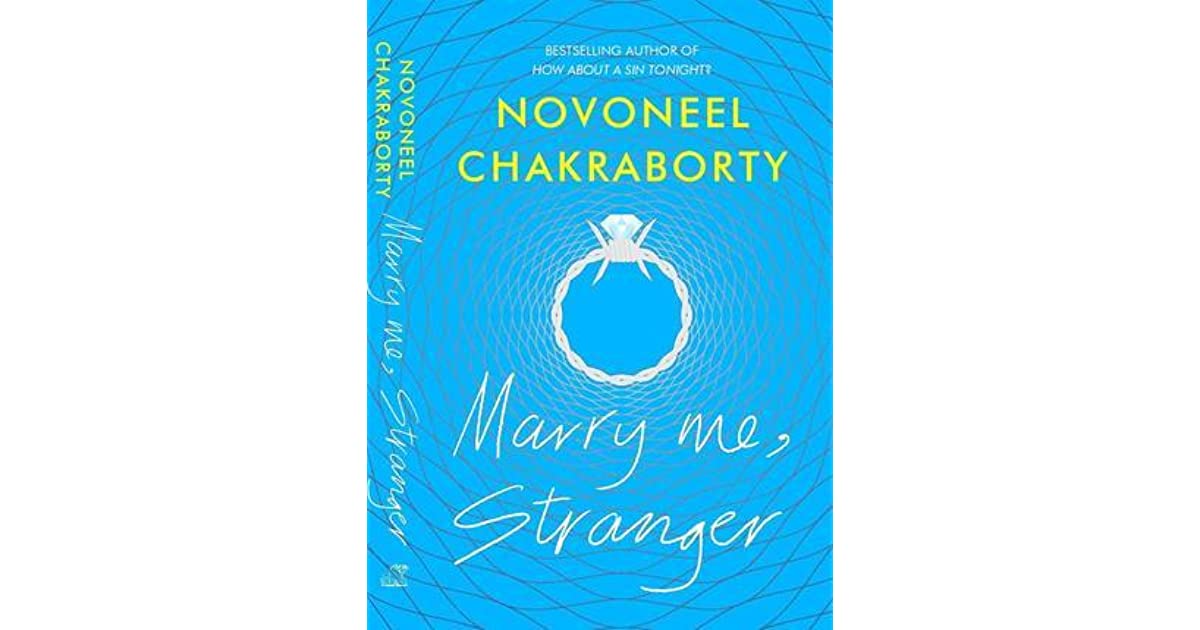 BESTSELLING AUTHOR OF
HOW ABOUT A SIN TONIGHT?
NOVONEEL
CHAKRABORTY
Marry me,
Stranger
NOVONEEL
CHAKRABORTY
Marry me, Stranger